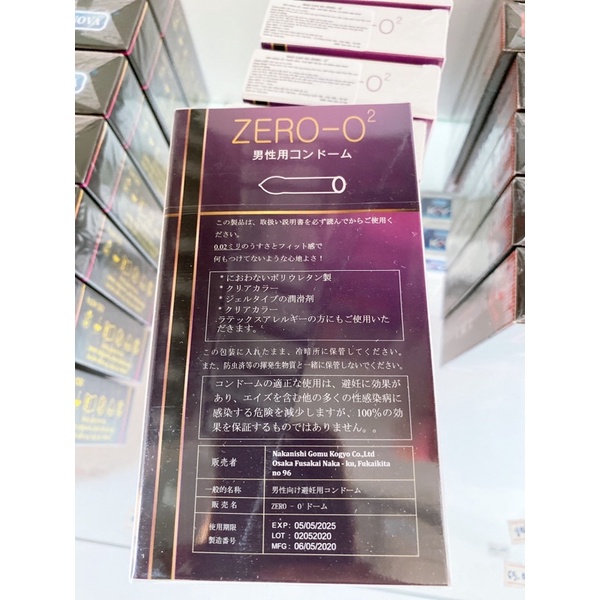 NOVA
O²
O²
ZERO-O²
男性用コンドーム
この製品は、取扱い説明書を必ず読んでからご使用く
ださい。
0.02ミリのうすさとフィット感で
何もつけてないような心地よさ！
*においわないポリウレタン製
*クリアカラー
*ジェルタイプの潤滑剤
*クリアカラー
ラテックスアレルギーの方にもご使用いた
だきます。
この包装に入れたまま、冷暗所に保管してください。
また、防虫済等の揮発生物質と一緒に保管しないでください。
コンドームの適正な使用は、避妊に効果が
あり、エイズを含む他の多くの性感染病に
感染する危険を減少しますが、100%の効
果を保証するものではありません。。
販売者
Nakanishi Gomu Kogyo Co.,Ltd
Osaka Fusakai Naka - ku, Fukaikita
no 96
一般的名称 男性向け避妊用コンドーム
販売名 ZERO - O²ドーム
使用期限 EXP: 05/05/2025
製造番号 LOT : 02052020
MFG : 06/05/2020